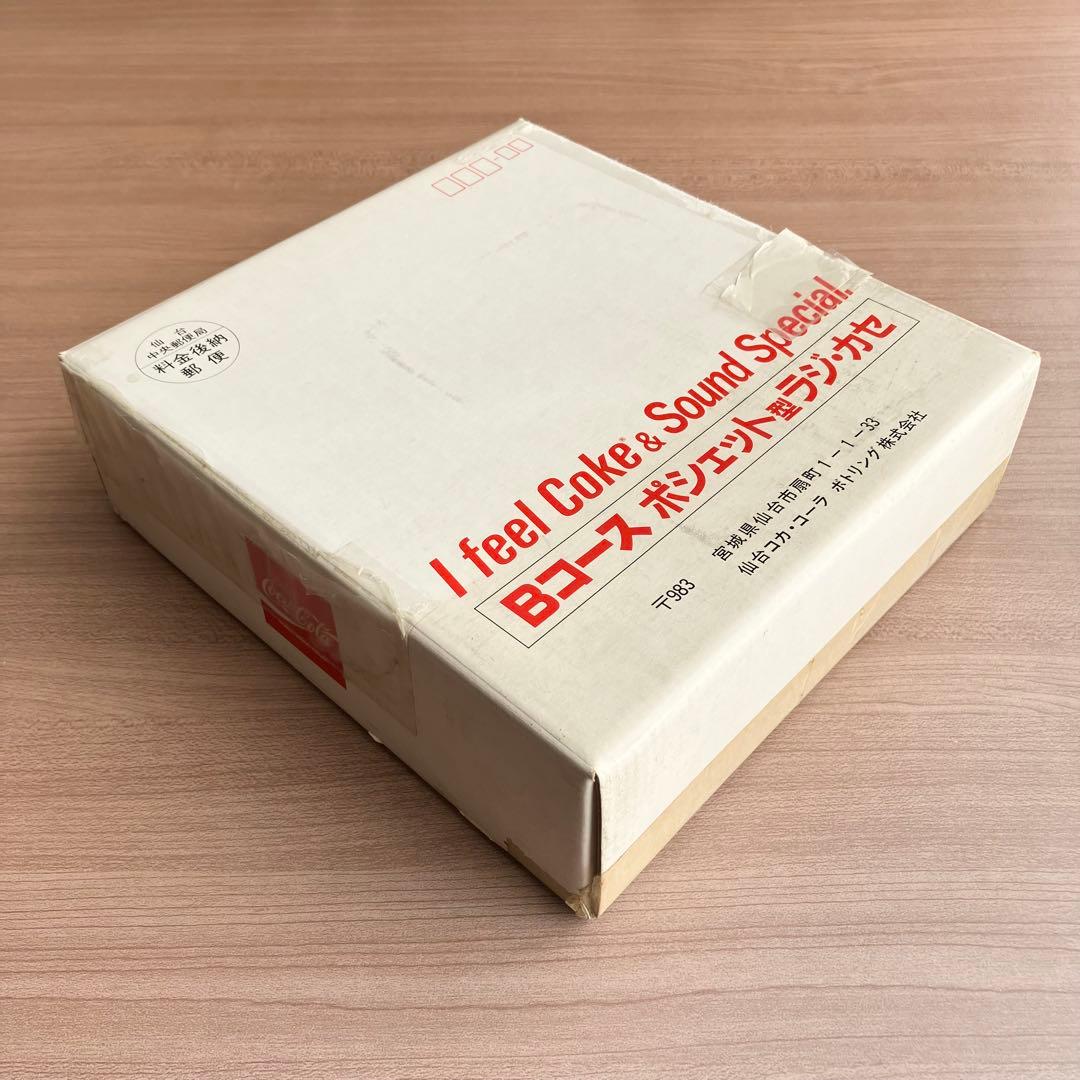 仙台
中央郵便局
料金後納
郵便
I feel Coke® & Sound Special.
Bコース ポシェット型ラジ・カセ
〒983 宮城県仙台市扇町1-1-33
仙台コカ・コーラ ボトリング株式会社
Coca-Cola